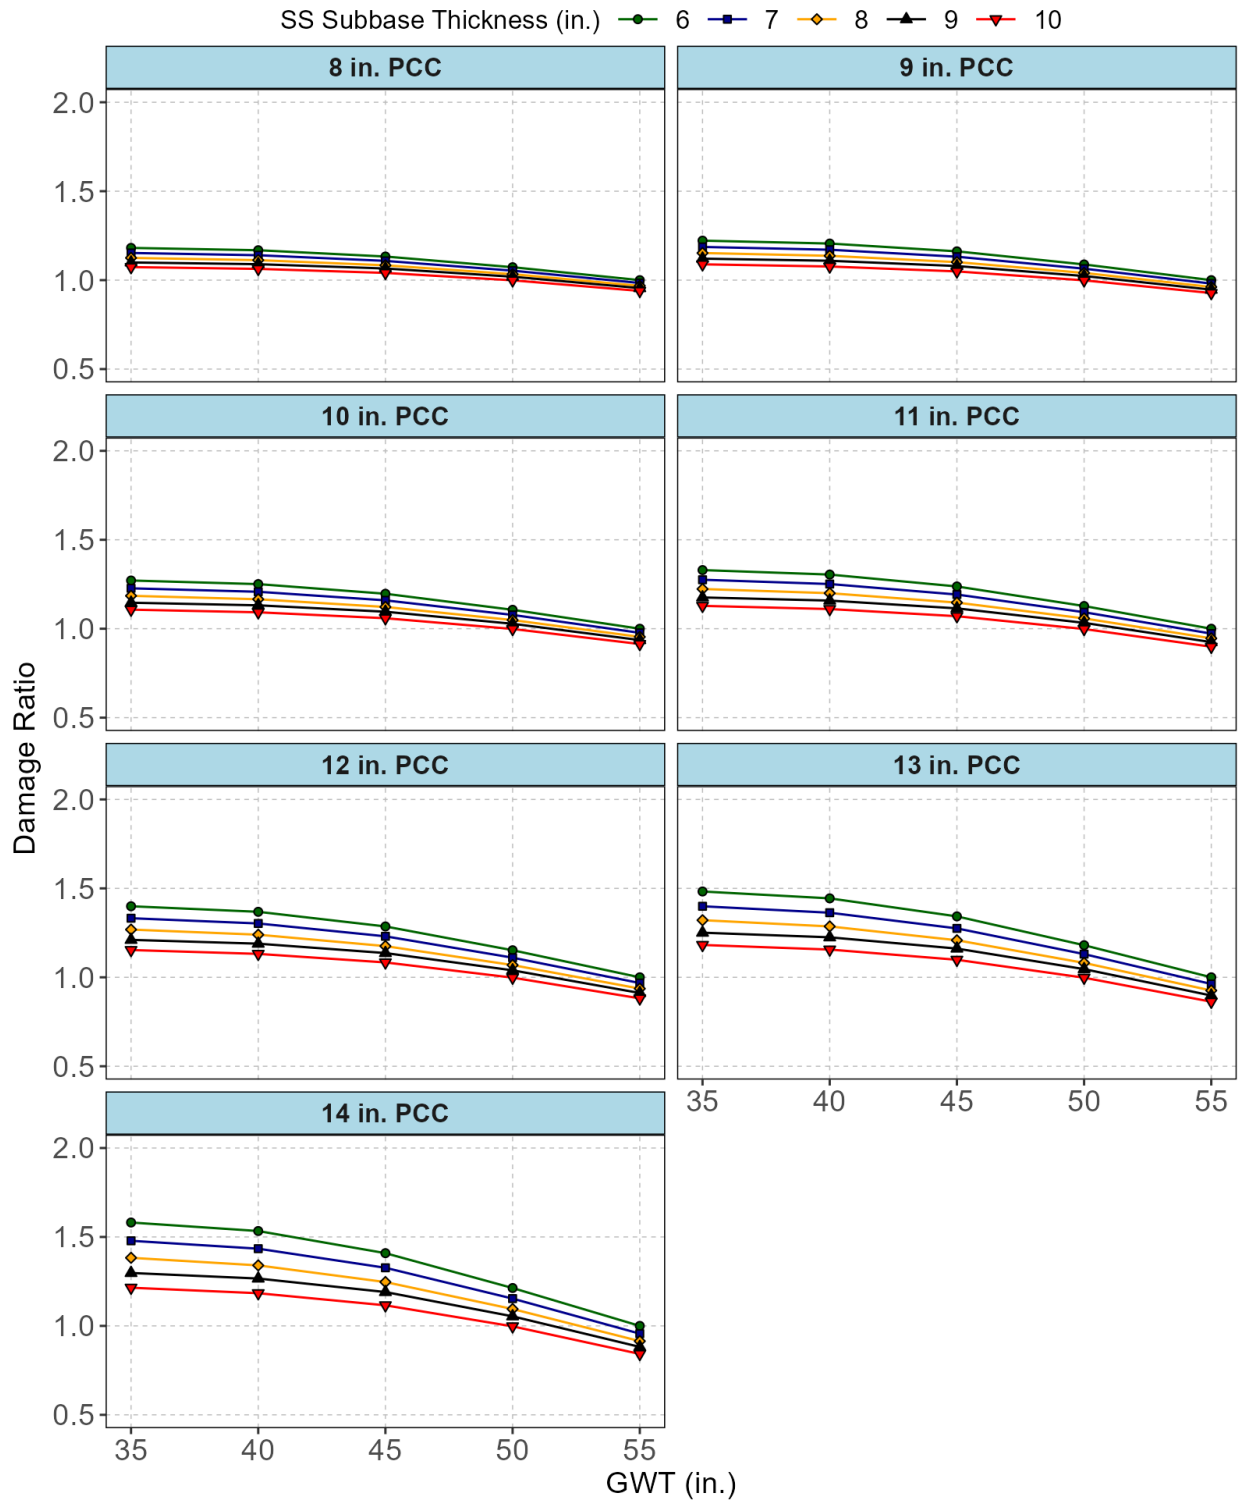 SS Subbase Thickness (in.) 6 7 8 9 10
8 in. PCC 9 in. PCC
2.0
1.5
1.0
0.5
10 in. PCC 11 in. PCC
2.0
1.5
1.0
0.5
Damage Ratio
12 in. PCC 13 in. PCC
2.0
1.5
1.0
0.5
35 40 45 50 55
14 in. PCC
2.0
1.5
1.0
0.5
35 40 45 50 55
GWT (in.)